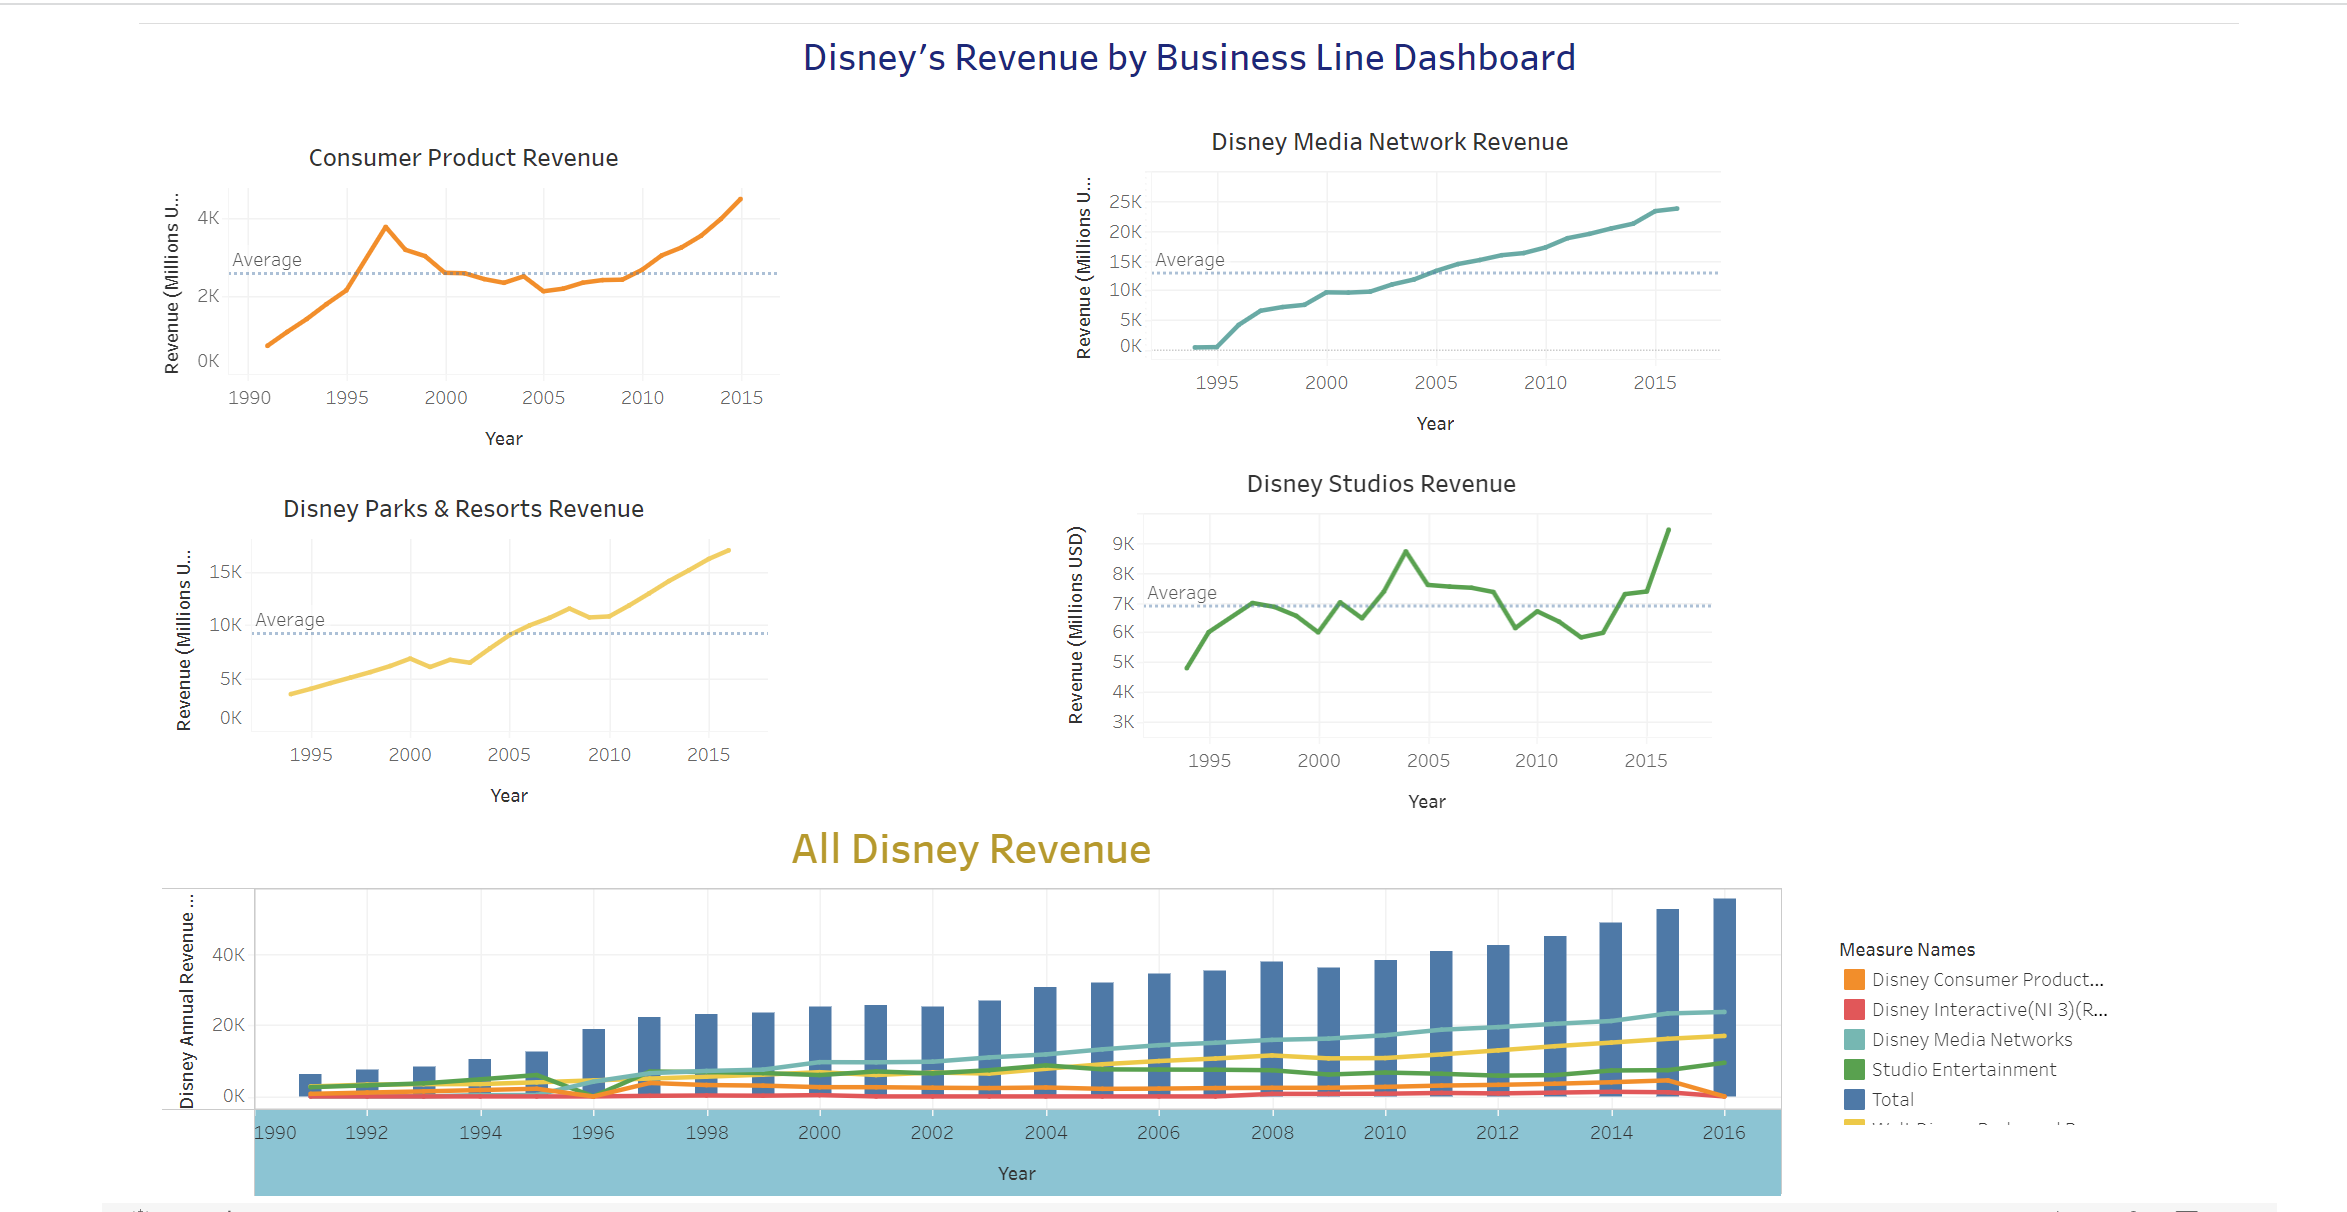 Disney's Revenue by Business Line Dashboard
Consumer Product Revenue
Revenue (Millions U...
4K
2K
0K
Average
1990 1995 2000 2005 2010 2015
Year
Disney Media Network Revenue
Revenue (Millions U...
25K
20K
15K
10K
5K
0K
Average
1995 2000 2005 2010 2015
Year
Disney Parks & Resorts Revenue
Revenue (Millions U...
15K
10K
5K
0K
Average
1995 2000 2005 2010 2015
Year
Disney Studios Revenue
Revenue (Millions USD)
9K
8K
7K
6K
5K
4K
3K
Average
1995 2000 2005 2010 2015
Year
All Disney Revenue
Disney Annual Revenue ...
40K
20K
0K
1990 1992 1994 1996 1998 2000 2002 2004 2006 2008 2010 2012 2014 2016
Year
Measure Names
Disney Consumer Product...
Disney Interactive(NI 3)(R...
Disney Media Networks
Studio Entertainment
Total